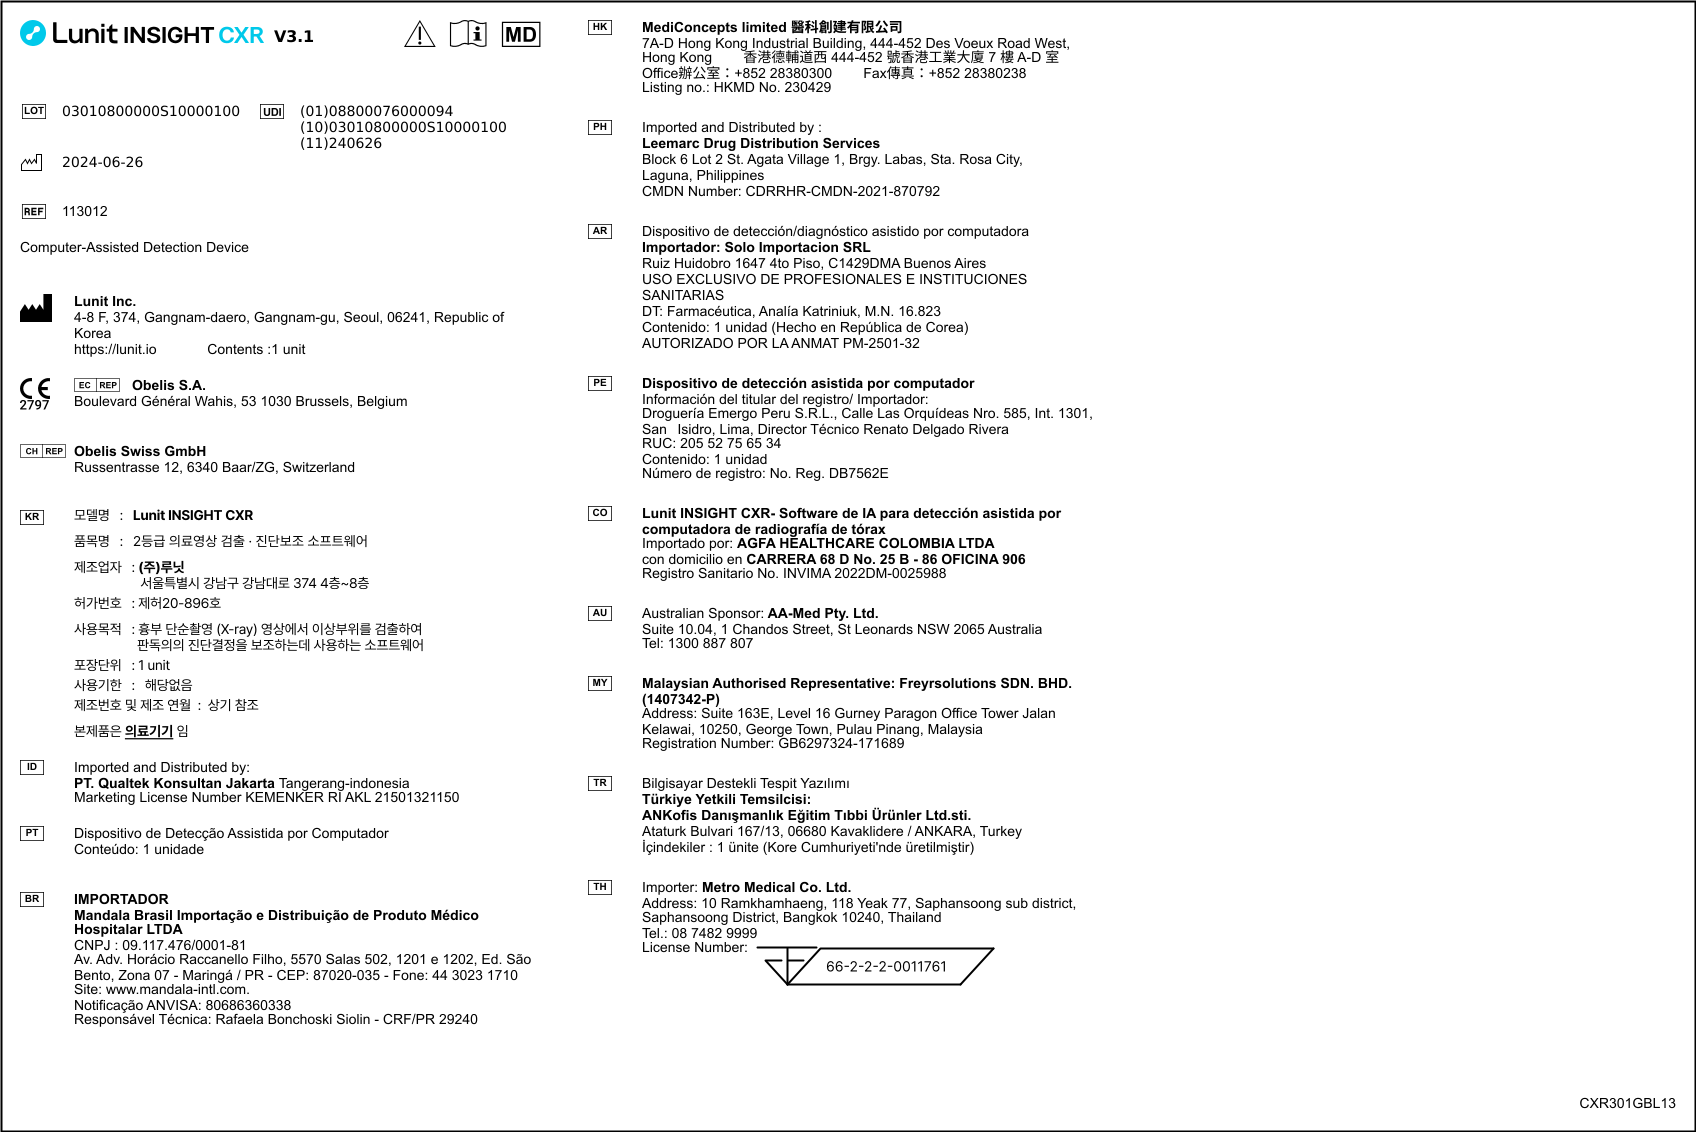 Lunit INSIGHT CXR V3.1
MD
LOT 03010800000S10000100
UDI (01)08800076000094
(10)03010800000S10000100
(11)240626
2024-06-26
REF 113012
Computer-Assisted Detection Device
Lunit Inc.
4-8 F, 374, Gangnam-daero, Gangnam-gu, Seoul, 06241, Republic of
Korea
https://lunit.io Contents :1 unit
CE 2797
EC REP Obelis S.A.
Boulevard Général Wahis, 53 1030 Brussels, Belgium
CH REP Obelis Swiss GmbH
Russentrasse 12, 6340 Baar/ZG, Switzerland
KR 모델명 : Lunit INSIGHT CXR
품목명 : 2등급 의료영상 검출 · 진단보조 소프트웨어
제조업자 : (주)루닛
서울특별시 강남구 강남대로 374 4층~8층
허가번호 : 제허20-896호
사용목적 : 흉부 단순촬영 (X-ray) 영상에서 이상부위를 검출하여
판독의의 진단결정을 보조하는데 사용하는 소프트웨어
포장단위 : 1 unit
사용기한 : 해당없음
제조번호 및 제조 연월 : 상기 참조
본제품은 의료기기 임
ID Imported and Distributed by:
PT. Qualtek Konsultan Jakarta Tangerang-indonesia
Marketing License Number KEMENKER RI AKL 21501321150
PT Dispositivo de Detecção Assistida por Computador
Conteúdo: 1 unidade
BR IMPORTADOR
Mandala Brasil Importação e Distribuição de Produto Médico
Hospitalar LTDA
CNPJ : 09.117.476/0001-81
Av. Adv. Horácio Raccanello Filho, 5570 Salas 502, 1201 e 1202, Ed. São
Bento, Zona 07 - Maringá / PR - CEP: 87020-035 - Fone: 44 3023 1710
Site: www.mandala-intl.com.
Notificação ANVISA: 80686360338
Responsável Técnica: Rafaela Bonchoski Siolin - CRF/PR 29240
HK MediConcepts limited 醫科創建有限公司
7A-D Hong Kong Industrial Building, 444-452 Des Voeux Road West,
Hong Kong 香港德輔道西 444-452 號香港工業大廈 7 樓 A-D 室
Office辦公室：+852 28380300 Fax傳真：+852 28380238
Listing no.: HKMD No. 230429
PH Imported and Distributed by :
Leemarc Drug Distribution Services
Block 6 Lot 2 St. Agata Village 1, Brgy. Labas, Sta. Rosa City,
Laguna, Philippines
CMDN Number: CDRRHR-CMDN-2021-870792
AR Dispositivo de detección/diagnóstico asistido por computadora
Importador: Solo Importacion SRL
Ruiz Huidobro 1647 4to Piso, C1429DMA Buenos Aires
USO EXCLUSIVO DE PROFESIONALES E INSTITUCIONES
SANITARIAS
DT: Farmacéutica, Analía Katriniuk, M.N. 16.823
Contenido: 1 unidad (Hecho en República de Corea)
AUTORIZADO POR LA ANMAT PM-2501-32
PE Dispositivo de detección asistida por computador
Información del titular del registro/ Importador:
Droguería Emergo Peru S.R.L., Calle Las Orquídeas Nro. 585, Int. 1301,
San Isidro, Lima, Director Técnico Renato Delgado Rivera
RUC: 205 52 75 65 34
Contenido: 1 unidad
Número de registro: No. Reg. DB7562E
CO Lunit INSIGHT CXR- Software de IA para detección asistida por
computadora de radiografía de tórax
Importado por: AGFA HEALTHCARE COLOMBIA LTDA
con domicilio en CARRERA 68 D No. 25 B - 86 OFICINA 906
Registro Sanitario No. INVIMA 2022DM-0025988
AU Australian Sponsor: AA-Med Pty. Ltd.
Suite 10.04, 1 Chandos Street, St Leonards NSW 2065 Australia
Tel: 1300 887 807
MY Malaysian Authorised Representative: Freyrsolutions SDN. BHD.
(1407342-P)
Address: Suite 163E, Level 16 Gurney Paragon Office Tower Jalan
Kelawai, 10250, George Town, Pulau Pinang, Malaysia
Registration Number: GB6297324-171689
TR Bilgisayar Destekli Tespit Yazılımı
Türkiye Yetkili Temsilcisi:
ANKofis Danışmanlık Eğitim Tıbbi Ürünler Ltd.sti.
Ataturk Bulvari 167/13, 06680 Kavaklidere / ANKARA, Turkey
İçindekiler : 1 ünite (Kore Cumhuriyeti'nde üretilmiştir)
TH Importer: Metro Medical Co. Ltd.
Address: 10 Ramkhamhaeng, 118 Yeak 77, Saphansoong sub district,
Saphansoong District, Bangkok 10240, Thailand
Tel.: 08 7482 9999
License Number:
66-2-2-2-0011761
CXR301GBL13